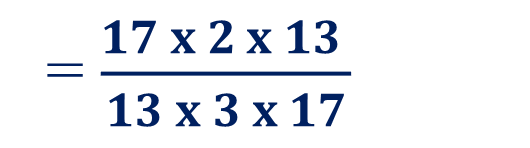 17 x 2 x 13
=
13 x 3 x 17